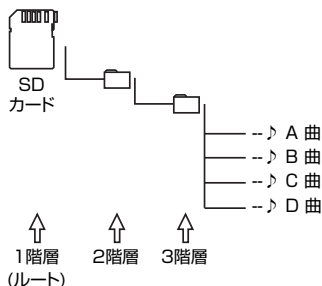 SD
カード
--♪ A 曲
--♪ B 曲
--♪ C 曲
--♪ D 曲
1階層
(ルート)
2階層
3階層